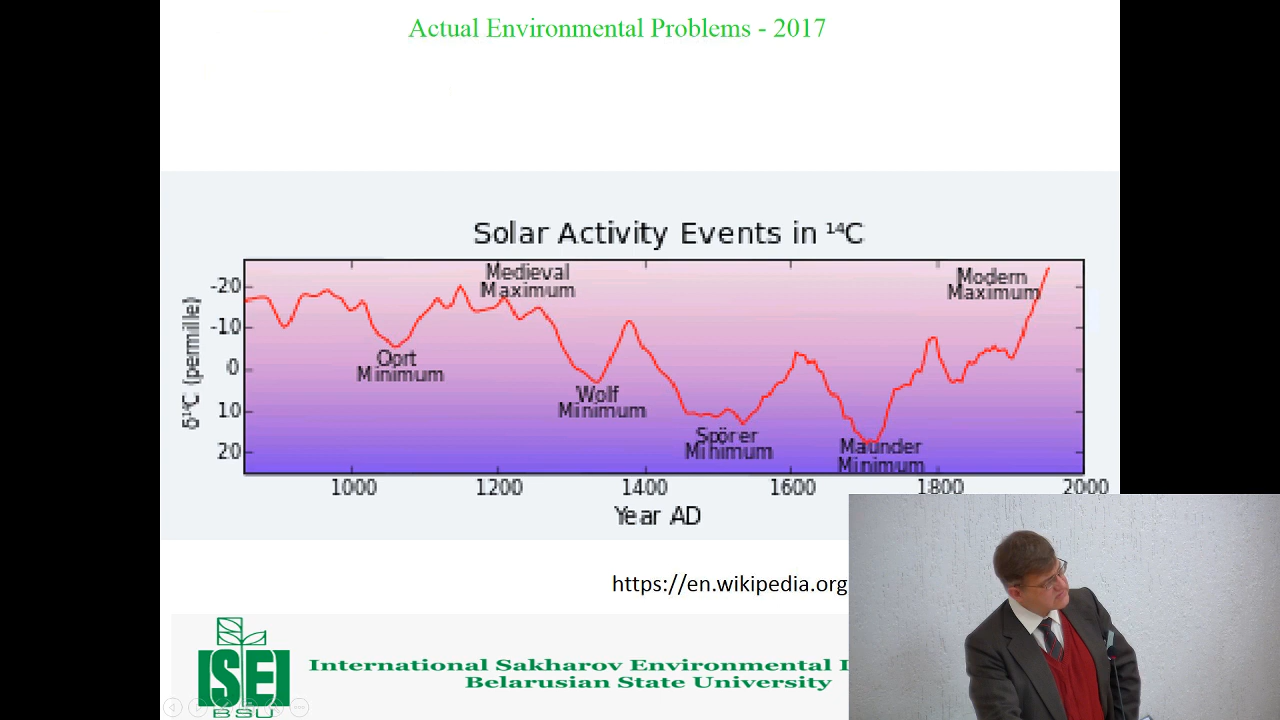 Actual Environmental Problems - 2017
Solar Activity Events in ¹⁴C
Medieval
Maximum
Modern
Maximum
Oort
Minimum
Wolf
Minimum
Spörer
Minimum
Maunder
Minimum
δ¹⁴C (permille)
-20
-10
0
10
20
1000 1200 1400 1600 1800 2000
Year AD
https://en.wikipedia.org
ISEI
BSU
International Sakharov Environmental
Belarusian State University